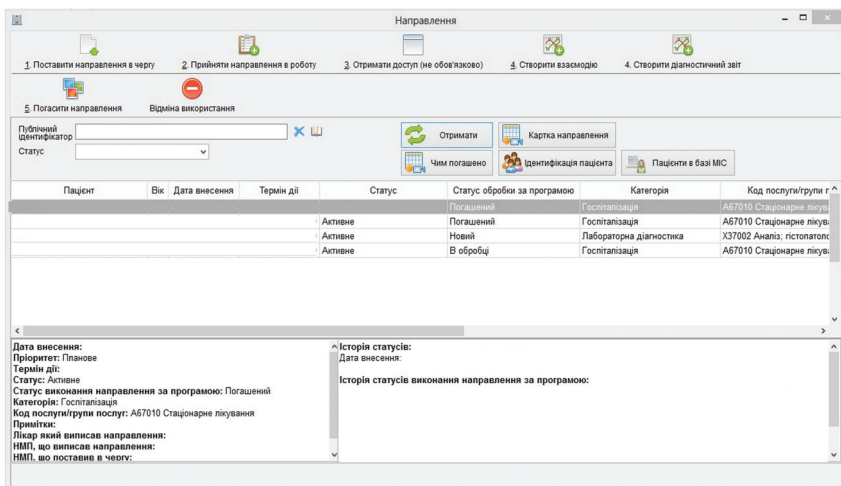 Направлення
1. Поставити направлення в чергу 2. Прийняти направлення в роботу 3. Отримати доступ (не обов'язково) 4. Створити взаємодію 4. Створити діагностичний звіт
5. Погасити направлення Відміна використання
Публічний ідентифікатор
Отримати Картка направлення
Статус
Чим погашено Ідентифікація пацієнта Пацієнти в базі МІС
Пацієнт Вік Дата внесення Термін дії Статус Статус обробки за програмою Категорія Код послуги/групи п
Погашений Госпіталізація А67010 Стаціонарне лікува
Активне Погашений Госпіталізація А67010 Стаціонарне лікува
Активне Новий Лабораторна діагностика X37002 Аналіз; гістопатоло
Активне В обробці Госпіталізація А67010 Стаціонарне лікува
Дата внесення:
Пріоритет: Планове
Термін дії:
Статус: Активне
Статус виконання направлення за програмою: Погашений
Категорія: Госпіталізація
Код послуги/групи послуг: А67010 Стаціонарне лікування
Примітки:
Лікар який виписав направлення:
НМП, що виписав направлення:
НМП, що поставив в чергу:
Історія статусів:
Дата внесення:
Історія статусів виконання направлення за програмою: